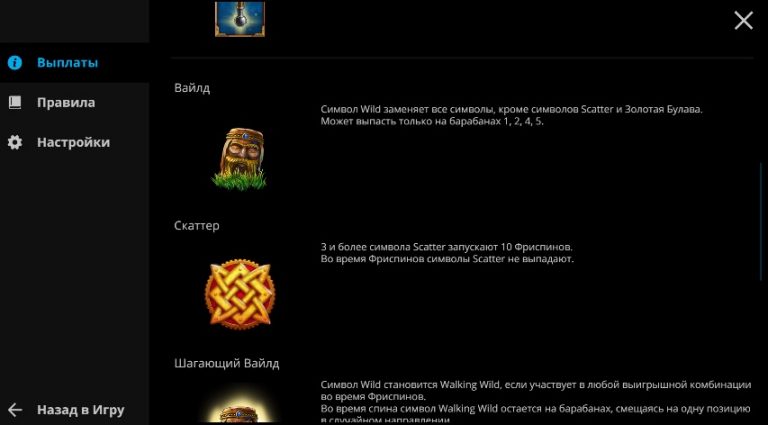 Выплаты
Правила
Настройки
Назад в Игру
Вайлд
Символ Wild заменяет все символы, кроме символов Scatter и Золотая Булава.
Может выпасть только на барабанах 1, 2, 4, 5.
Скаттер
3 и более символа Scatter запускают 10 Фриспинов.
Во время Фриспинов символы Scatter не выпадают.
Шагающий Вайлд
Символ Wild становится Walking Wild, если участвует в любой выигрышной комбинации
во время Фриспинов.
Во время спина символ Walking Wild остается на барабанах, смещаясь на одну позицию
в случайном направлении.